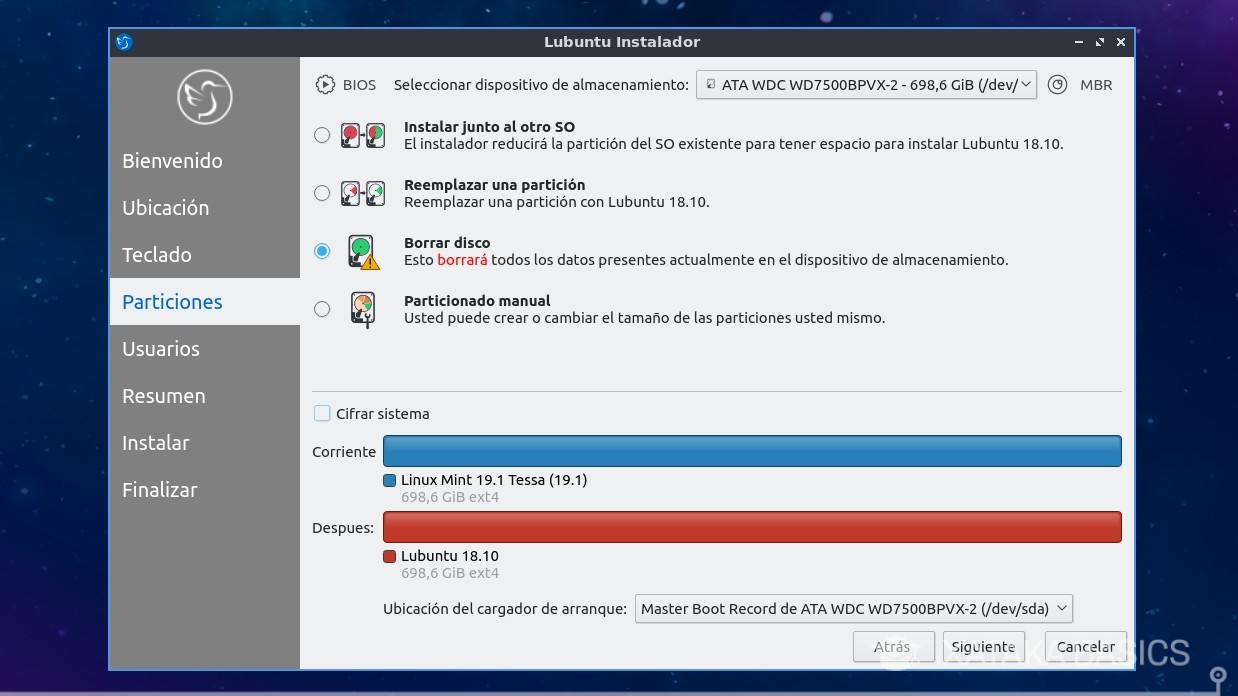 Lubuntu Instalador
BIOS Seleccionar dispositivo de almacenamiento: ATA WDC WD7500BPVX-2 - 698,6 GiB (/dev/ MBR
Bienvenido
Ubicación
Teclado
Particiones
Usuarios
Resumen
Instalar
Finalizar
Instalar junto al otro SO
El instalador reducirá la partición del SO existente para tener espacio para instalar Lubuntu 18.10.
Reemplazar una partición
Reemplazar una partición con Lubuntu 18.10.
Borrar disco
Esto borrará todos los datos presentes actualmente en el dispositivo de almacenamiento.
Particionado manual
Usted puede crear o cambiar el tamaño de las particiones usted mismo.
Cifrar sistema
Corriente
Linux Mint 19.1 Tessa (19.1)
698,6 GiB ext4
Despues:
Lubuntu 18.10
698,6 GiB ext4
Ubicación del cargador de arranque: Master Boot Record de ATA WDC WD7500BPVX-2 (/dev/sda)
Atrás Siguiente Cancelar
XATAKA BASICS